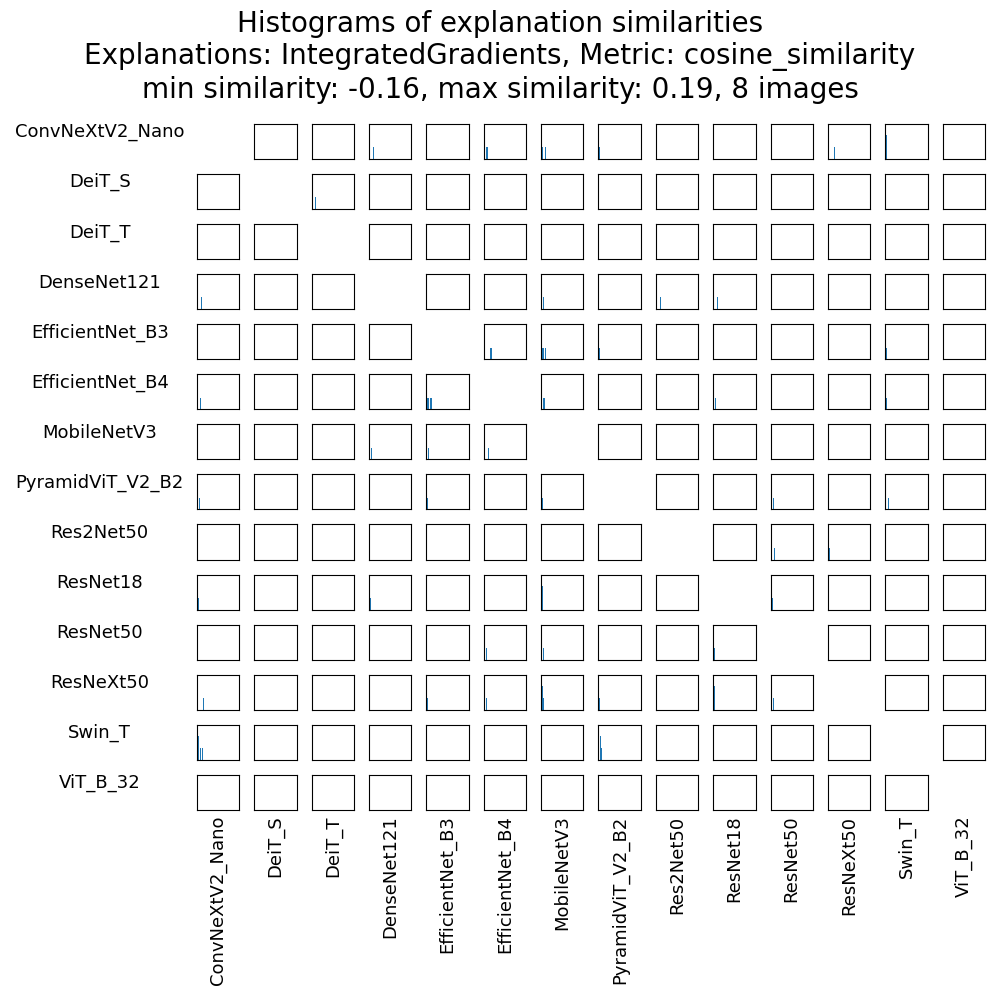 Histograms of explanation similarities
Explanations: IntegratedGradients, Metric: cosine_similarity
min similarity: -0.16, max similarity: 0.19, 8 images
ConvNeXtV2_Nano
DeiT_S
DeiT_T
DenseNet121
EfficientNet_B3
EfficientNet_B4
MobileNetV3
PyramidViT_V2_B2
Res2Net50
ResNet18
ResNet50
ResNeXt50
Swin_T
ViT_B_32
ConvNeXtV2_Nano
DeiT_S
DeiT_T
DenseNet121
EfficientNet_B3
EfficientNet_B4
MobileNetV3
PyramidViT_V2_B2
Res2Net50
ResNet18
ResNet50
ResNeXt50
Swin_T
ViT_B_32